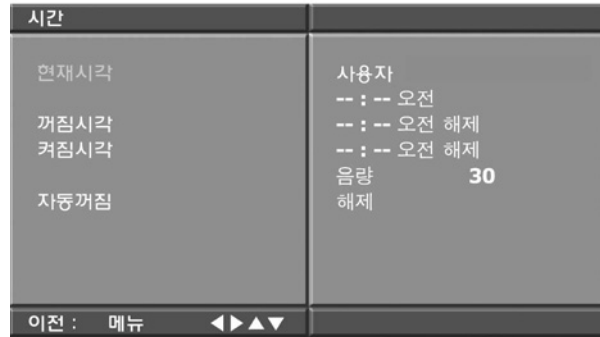 시간
현재시각 사용자
-- : -- 오전
꺼짐시각 -- : -- 오전 해제
켜짐시각 -- : -- 오전 해제
음량 30
자동꺼짐 해제
이전 : 메뉴 ◀▶▲▼